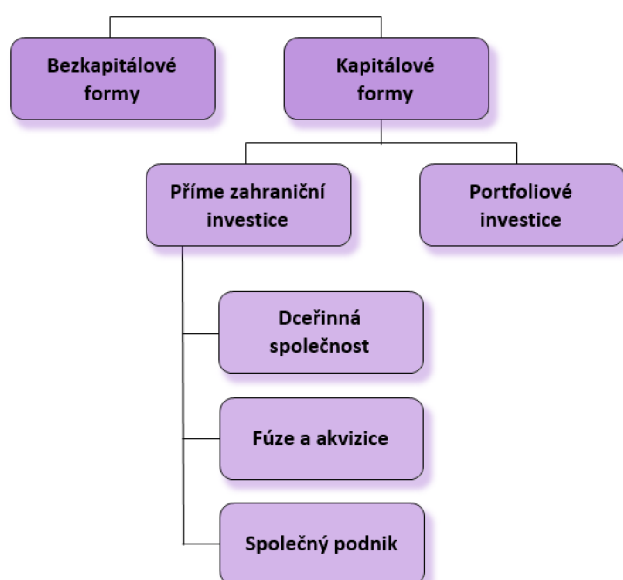 Bezkapitálové
formy
Kapitálové
formy
Příme zahraniční
investice
Portfoliové
investice
Dceřinná
společnost
Fúze a akvizice
Společný podnik